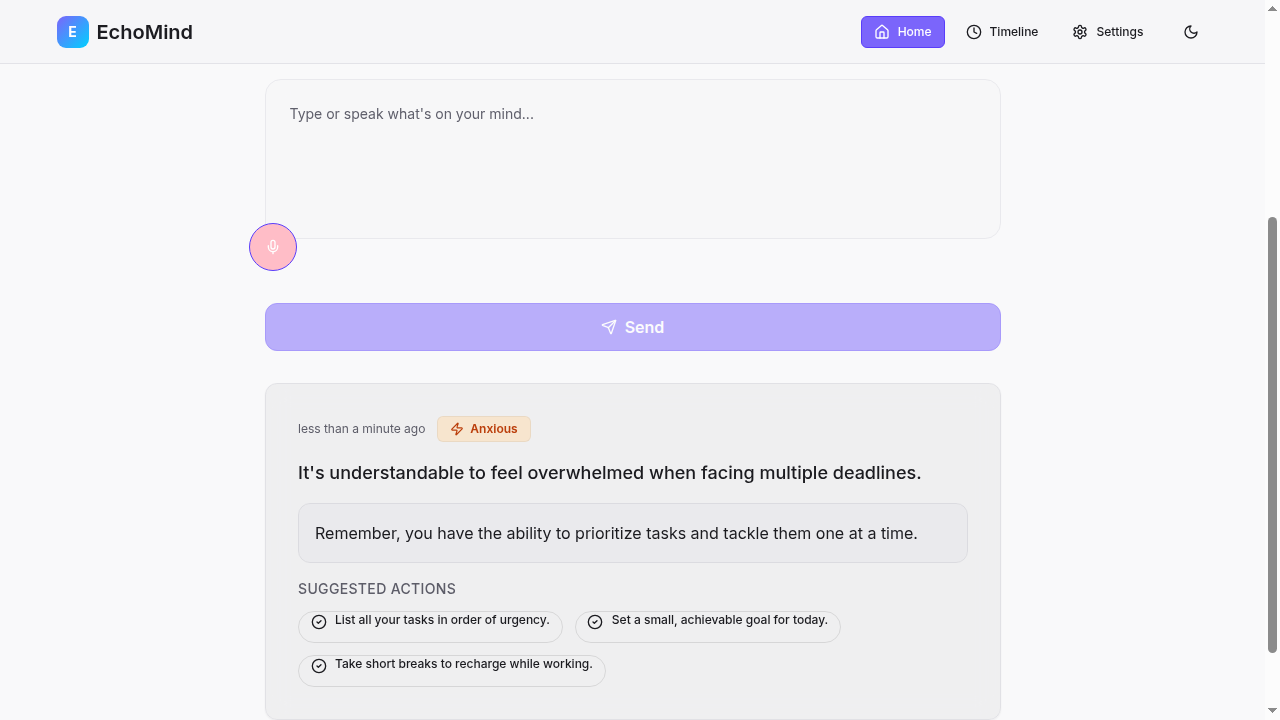 E EchoMind
Home Timeline Settings
Type or speak what's on your mind...
Send
less than a minute ago Anxious
It's understandable to feel overwhelmed when facing multiple deadlines.
Remember, you have the ability to prioritize tasks and tackle them one at a time.
SUGGESTED ACTIONS
List all your tasks in order of urgency. Set a small, achievable goal for today.
Take short breaks to recharge while working.